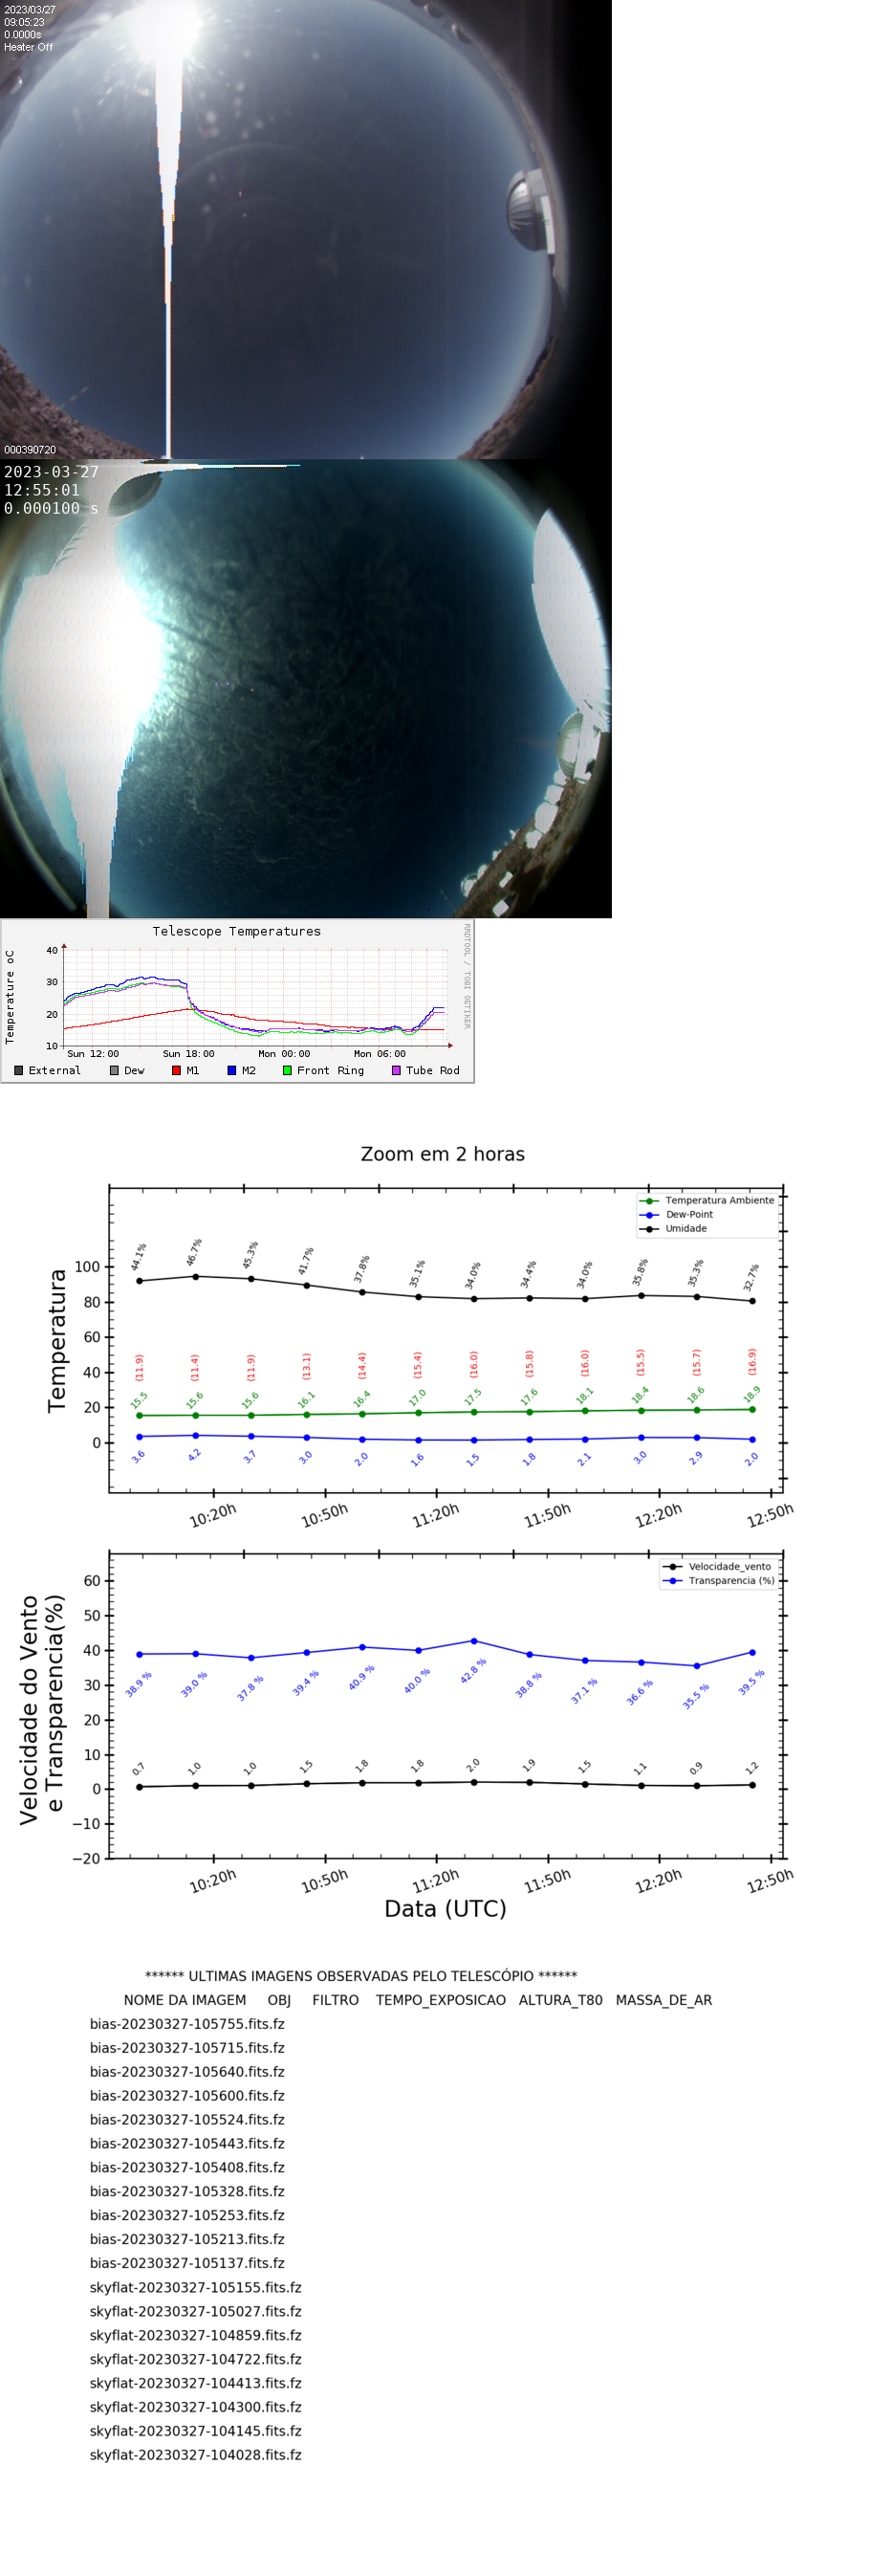 2023/03/27
09:05:23
0.0000s
Heater Off
000390720
2023-03-27
12:55:01
0.000100 s
Telescope Temperatures
RRDTOOL / TOBI OETIKER
Temperature oC
40
30
20
10
Sun 12:00 Sun 18:00 Mon 00:00 Mon 06:00
External Dew M1 M2 Front Ring Tube Rod
Zoom em 2 horas
Temperatura Ambiente
Dew-Point
Umidade
Temperatura
100
80
60
40
20
0
44.1% 46.7% 45.3% 41.7% 37.8% 35.1% 34.0% 34.4% 34.0% 35.8% 35.3% 32.7%
(11.9) (11.4) (11.9) (13.1) (14.4) (15.4) (16.0) (15.8) (16.0) (15.5) (15.7) (16.9)
15.5 15.6 15.6 16.1 16.4 17.0 17.5 17.6 18.1 18.4 18.6 18.9
3.6 4.2 3.7 3.0 2.0 1.6 1.5 1.8 2.1 3.0 2.9 2.0
10:20h 10:50h 11:20h 11:50h 12:20h 12:50h
Velocidade_vento
Transparencia (%)
Velocidade do Vento
e Transparencia(%)
60
50
40
30
20
10
0
−10
−20
38.9 % 39.0 % 37.8 % 39.4 % 40.9 % 40.0 % 42.8 % 38.8 % 37.1 % 36.6 % 35.5 % 39.5 %
0.7 1.0 1.0 1.5 1.8 1.8 2.0 1.9 1.5 1.1 0.9 1.2
10:20h 10:50h 11:20h 11:50h 12:20h 12:50h
Data (UTC)
****** ULTIMAS IMAGENS OBSERVADAS PELO TELESCÓPIO ******
NOME DA IMAGEM OBJ FILTRO TEMPO_EXPOSICAO ALTURA_T80 MASSA_DE_AR
bias-20230327-105755.fits.fz
bias-20230327-105715.fits.fz
bias-20230327-105640.fits.fz
bias-20230327-105600.fits.fz
bias-20230327-105524.fits.fz
bias-20230327-105443.fits.fz
bias-20230327-105408.fits.fz
bias-20230327-105328.fits.fz
bias-20230327-105253.fits.fz
bias-20230327-105213.fits.fz
bias-20230327-105137.fits.fz
skyflat-20230327-105155.fits.fz
skyflat-20230327-105027.fits.fz
skyflat-20230327-104859.fits.fz
skyflat-20230327-104722.fits.fz
skyflat-20230327-104413.fits.fz
skyflat-20230327-104300.fits.fz
skyflat-20230327-104145.fits.fz
skyflat-20230327-104028.fits.fz